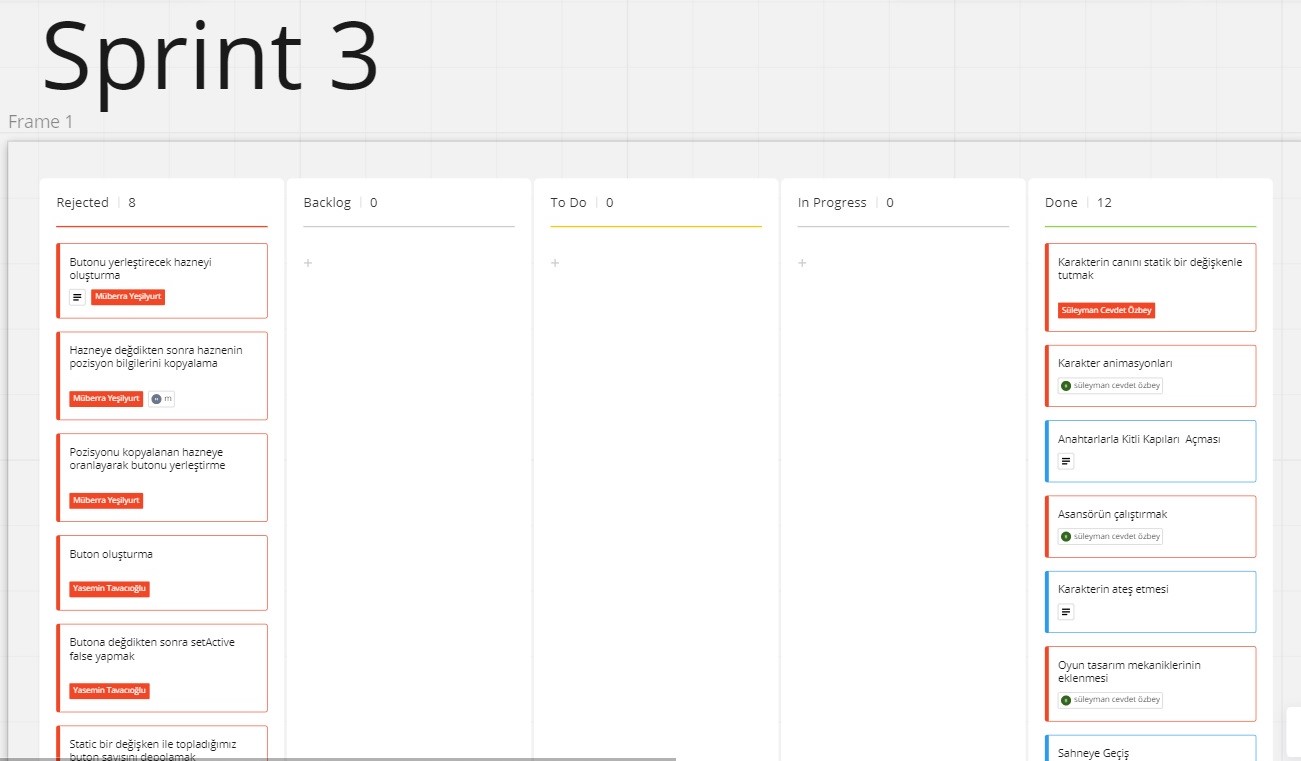 Sprint 3
Frame 1
Rejected | 8
Butonu yerleştirecek hazneyi
oluşturma
Müberra Yeşilyurt
Hazneye değdikten sonra haznenin
pozisyon bilgilerini kopyalama
Müberra Yeşilyurt
m
Pozisyonu kopyalanan hazneye
oranlayarak butonu yerleştirme
Müberra Yeşilyurt
Buton oluşturma
Yasemin Tavacıoğlu
Butona değdikten sonra setActive
false yapmak
Yasemin Tavacıoğlu
Static bir değişken ile topladığımız
buton sayısını depolamak
Backlog | 0
+
To Do | 0
+
In Progress | 0
+
Done | 12
Karakterin canını statik bir değişkenle
tutmak
Süleyman Cevdet Özbey
Karakter animasyonları
süleyman cevdet özbey
Anahtarlarla Kitli Kapıları Açması
Asansörün çalıştırmak
süleyman cevdet özbey
Karakterin ateş etmesi
Oyun tasarım mekaniklerinin
eklenmesi
süleyman cevdet özbey
Sahneye Geçiş